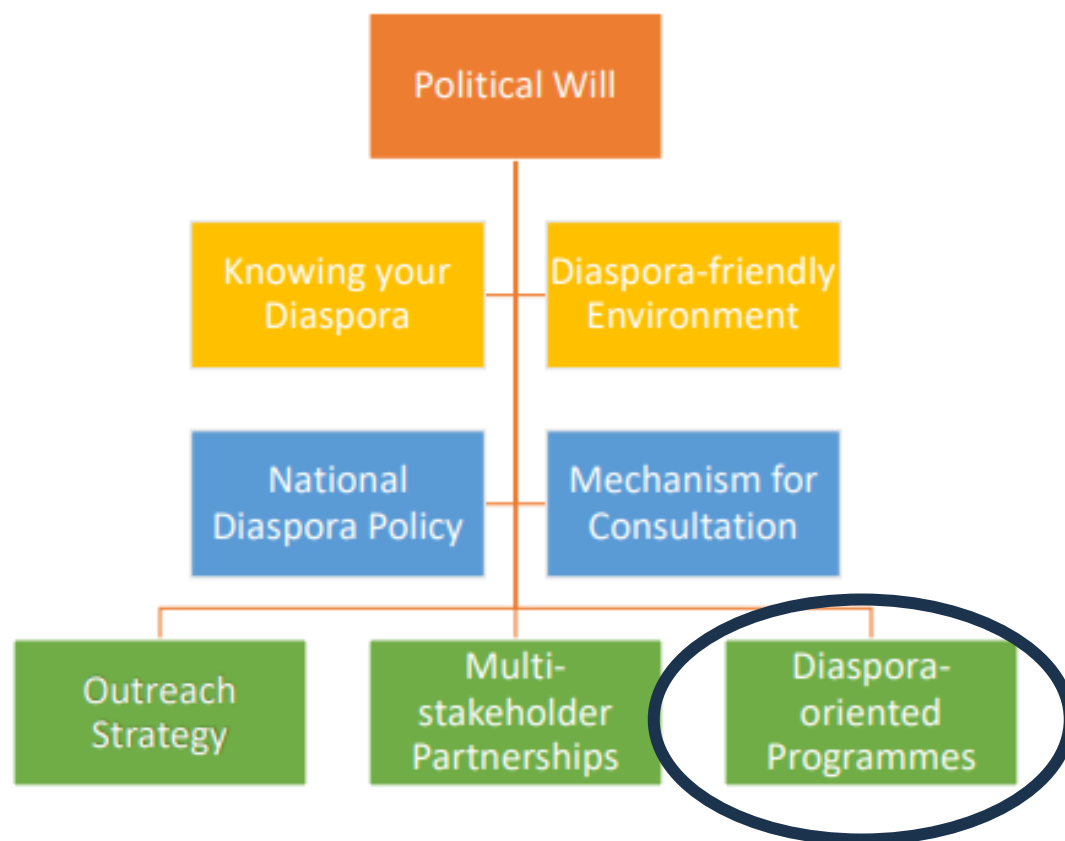 Political Will
Knowing your
Diaspora
Diaspora-friendly
Environment
National
Diaspora Policy
Mechanism for
Consultation
Outreach
Strategy
Multi-
stakeholder
Partnerships
Diaspora-
oriented
Programmes